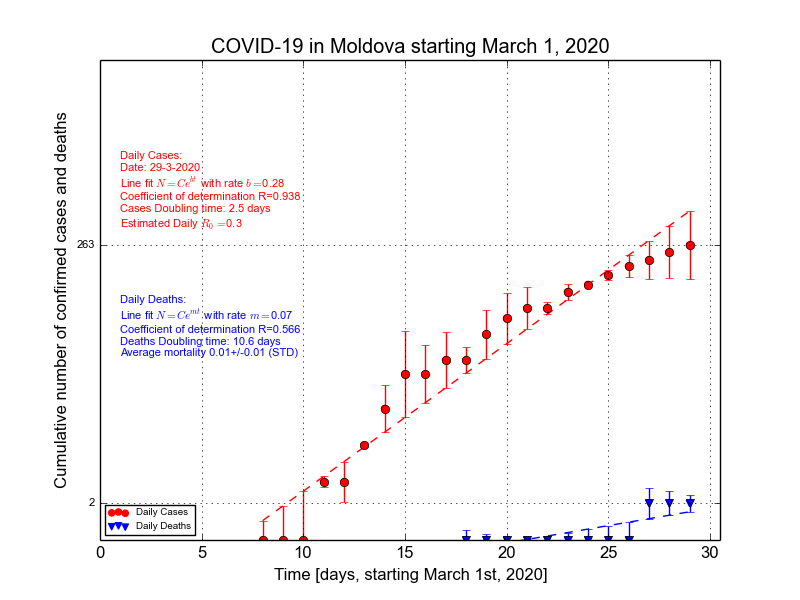 COVID-19 in Moldova starting March 1, 2020
Cumulative number of confirmed cases and deaths
Daily Cases:
Date: 29-3-2020
Line fit N = Ce^{bt} with rate b =0.28
Coefficient of determination R=0.938
Cases Doubling time: 2.5 days
Estimated Daily R_0 =0.3
263
Daily Deaths:
Line fit N = Ce^{mt} with rate m =0.07
Coefficient of determination R=0.566
Deaths Doubling time: 10.6 days
Average mortality 0.01+/-0.01 (STD)
2
Daily Cases
Daily Deaths
0 5 10 15 20 25 30
Time [days, starting March 1st, 2020]